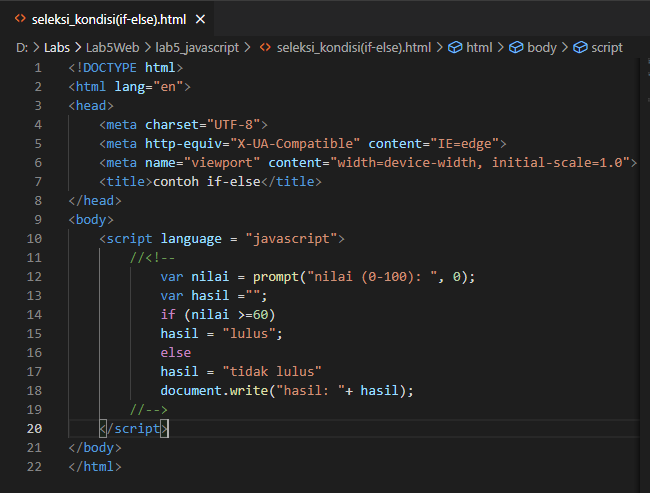 seleksi_kondisi(if-else).html
D: > Labs > Lab5Web > lab5_javascript > seleksi_kondisi(if-else).html > html > body > script
1 <!DOCTYPE html>
2 <html lang="en">
3 <head>
4 <meta charset="UTF-8">
5 <meta http-equiv="X-UA-Compatible" content="IE=edge">
6 <meta name="viewport" content="width=device-width, initial-scale=1.0">
7 <title>contoh if-else</title>
8 </head>
9 <body>
10 <script language = "javascript">
11 //<!--
12 var nilai = prompt("nilai (0-100): ", 0);
13 var hasil ="";
14 if (nilai >=60)
15 hasil = "lulus";
16 else
17 hasil = "tidak lulus"
18 document.write("hasil: "+ hasil);
19 //-->
20 </script>
21 </body>
22 </html>